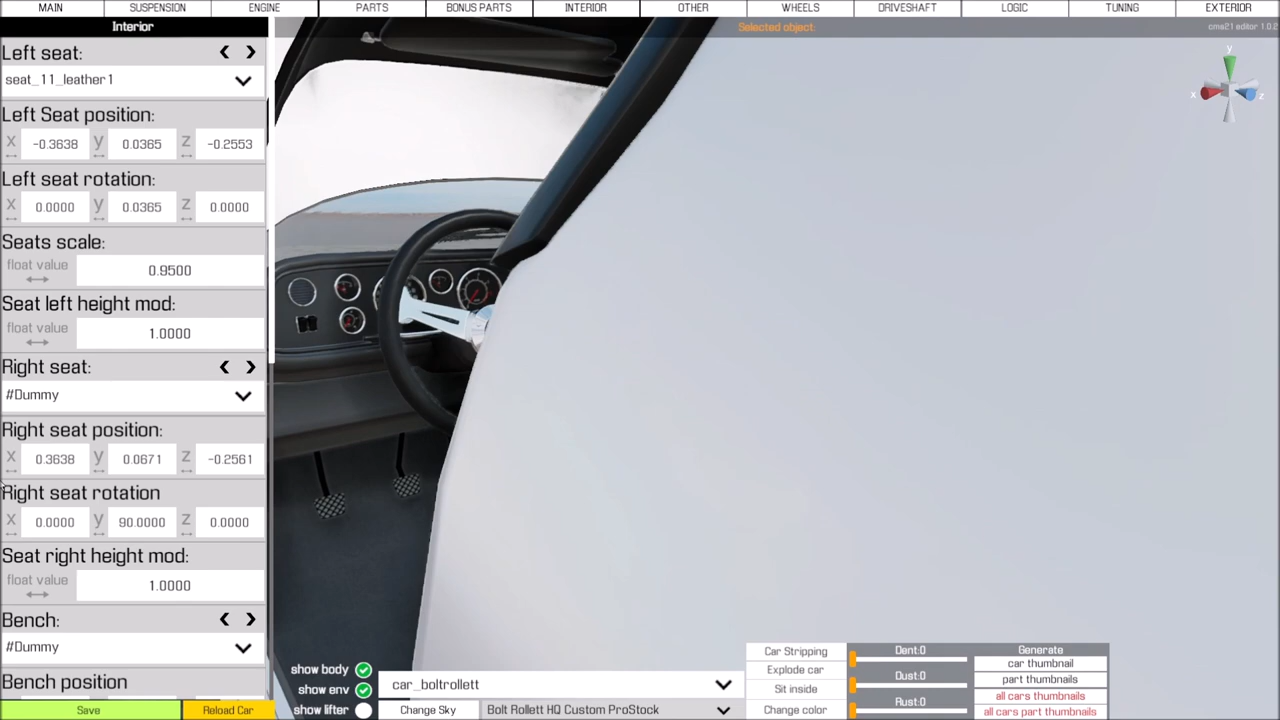 MAIN SUSPENSION ENGINE PARTS BONUS PARTS INTERIOR OTHER WHEELS DRIVESHAFT LOGIC TUNING EXTERIOR
Interior
Selected object:
cms21 editor 1.0.2
Left seat:
seat_11_leather1
Left Seat position:
X -0.3638 y 0.0365 z -0.2553
Left seat rotation:
X 0.0000 y 0.0365 z 0.0000
Seats scale:
float value 0.9500
Seat left height mod:
float value 1.0000
Right seat:
#Dummy
Right seat position:
X 0.3638 y 0.0671 z -0.2561
Right seat rotation
X 0.0000 y 90.0000 z 0.0000
Seat right height mod:
float value 1.0000
Bench:
#Dummy
Bench position
Save Reload Car
y
x z
show body
show env
show lifter
car_boltrollett
Change Sky
Bolt Rollett HQ Custom ProStock
Car Stripping
Explode car
Sit inside
Change color
Dent:0
Dust:0
Rust:0
Generate
car thumbnail
part thumbnails
all cars thumbnails
all cars part thumbnails